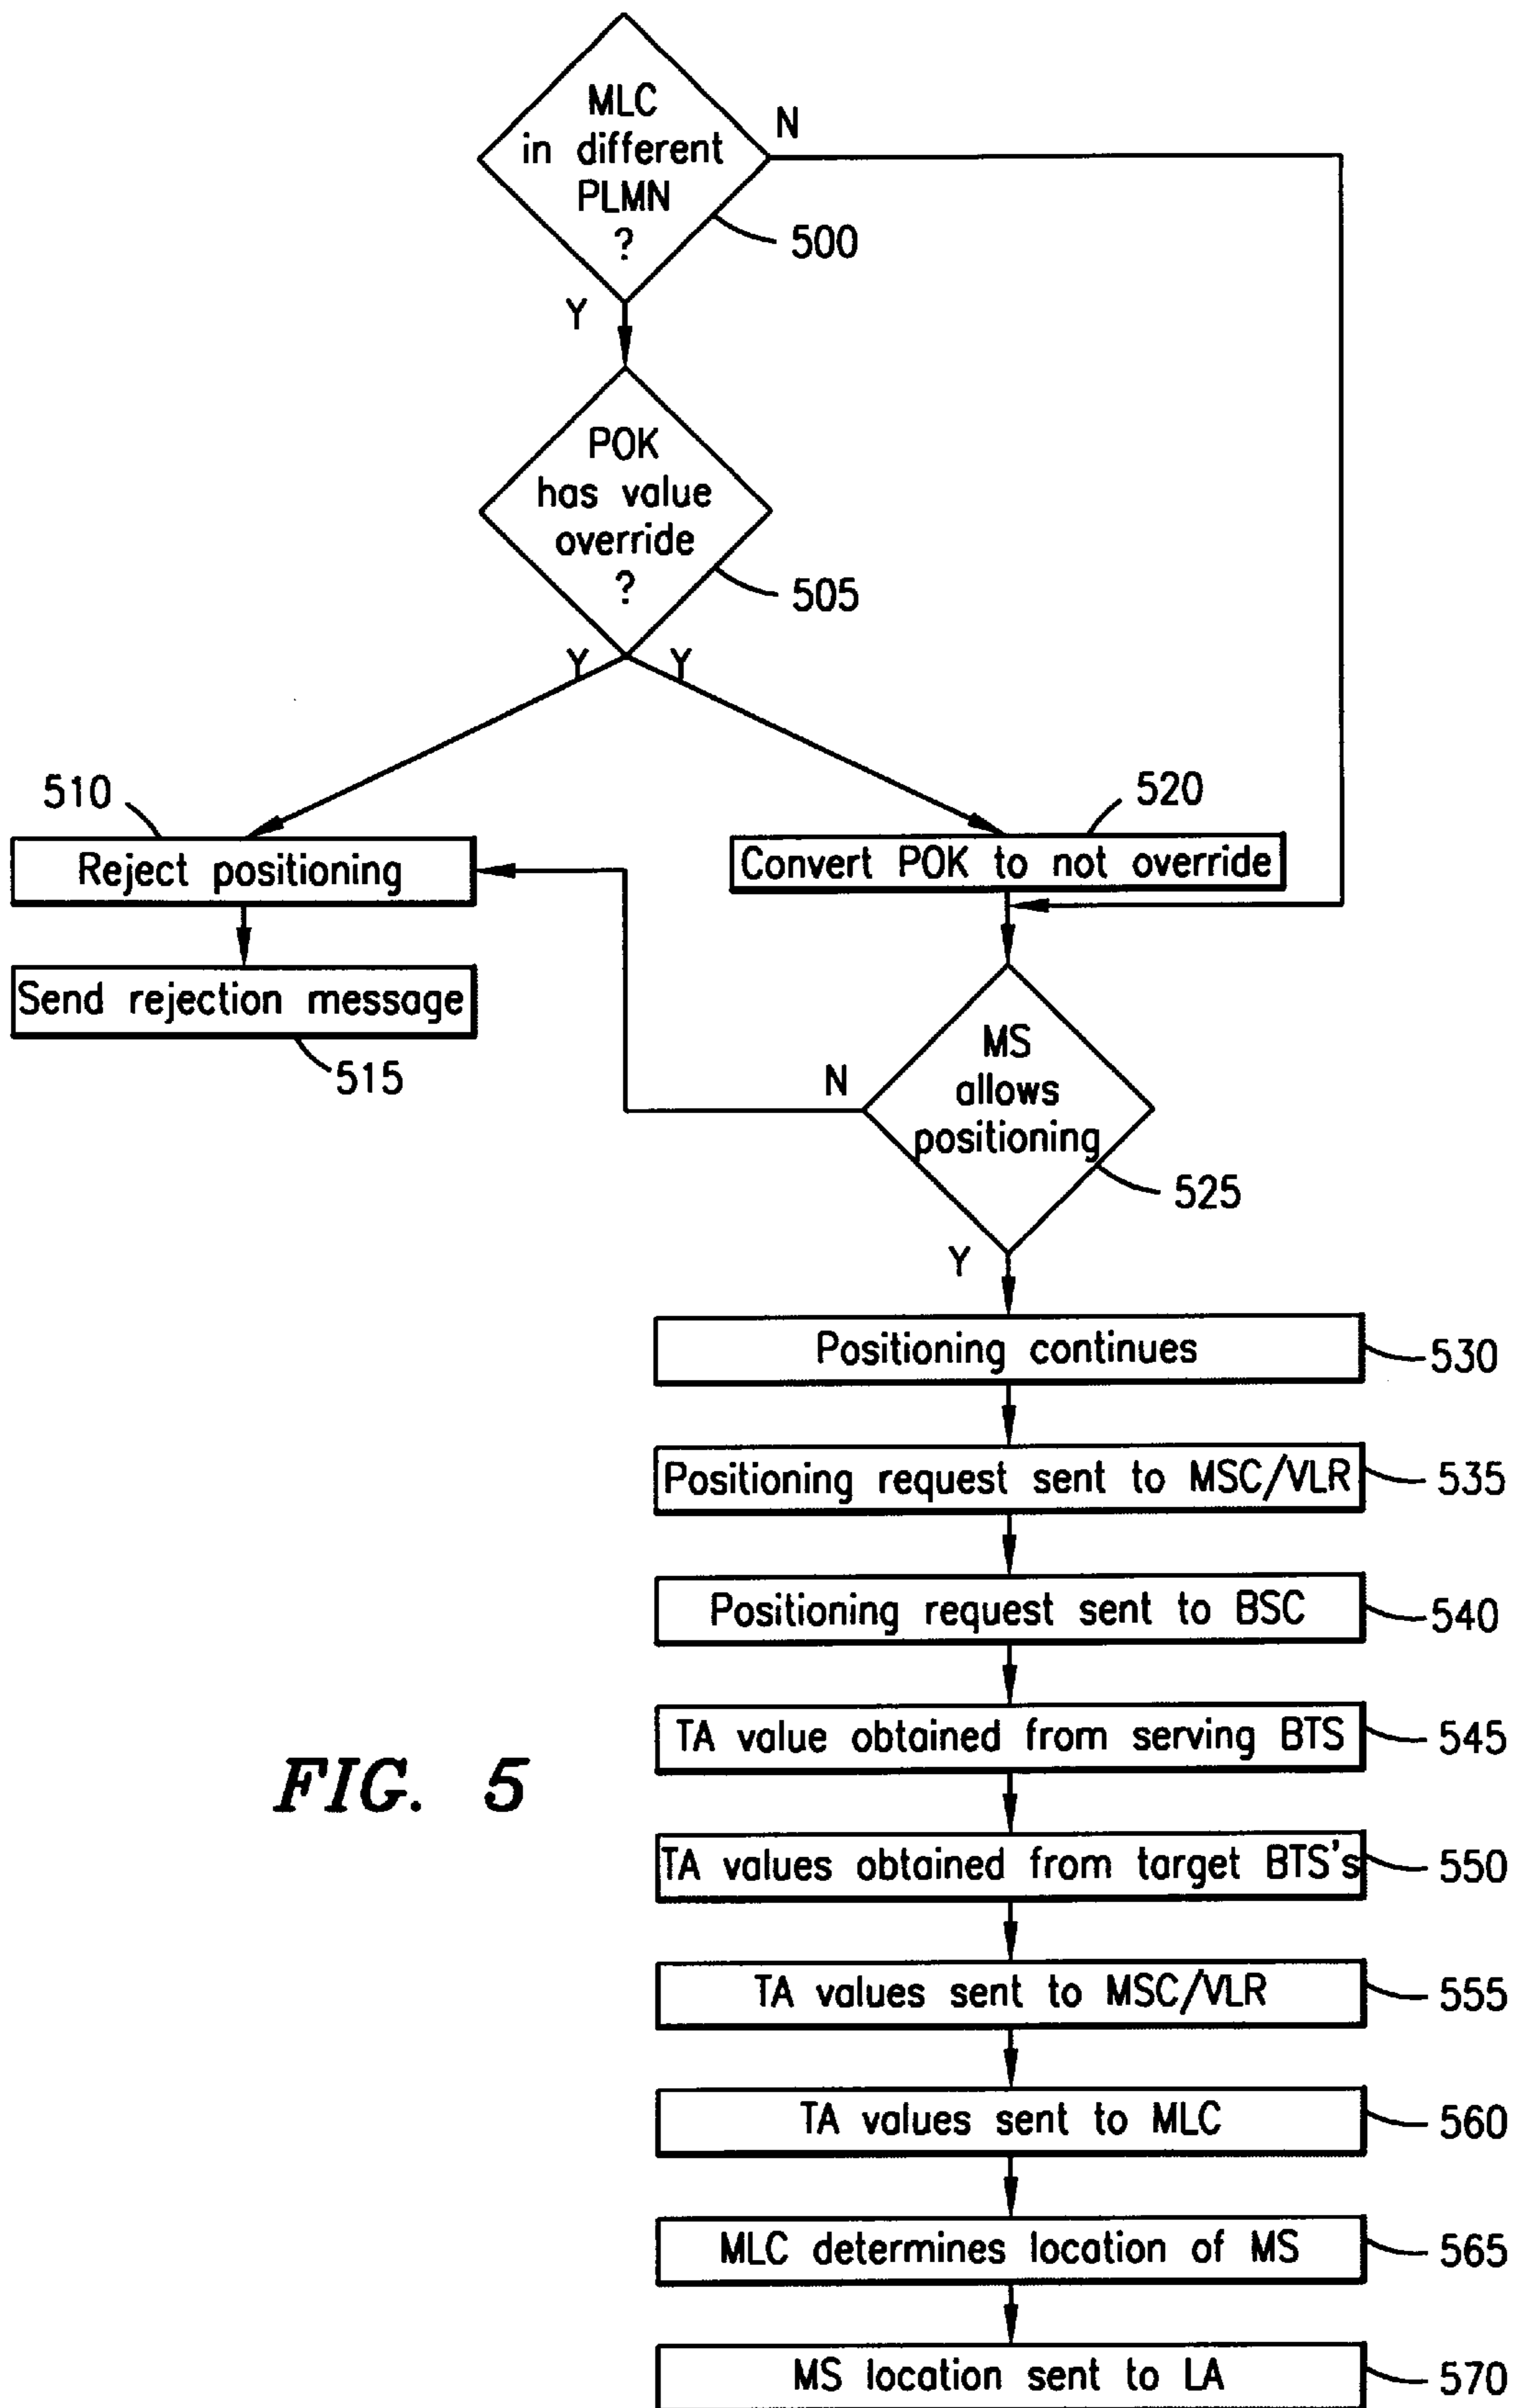 MLC
in different
PLMN
?
N
500
Y
POK
has value
override
?
505
Y Y
510
520
Reject positioning
Convert POK to not override
Send rejection message
515
MS
allows
positioning
N
525
Y
Positioning continues
530
Positioning request sent to MSC/VLR
535
Positioning request sent to BSC
540
TA value obtained from serving BTS
545
FIG. 5
TA values obtained from target BTS's
550
TA values sent to MSC/VLR
555
TA values sent to MLC
560
MLC determines location of MS
565
MS location sent to LA
570